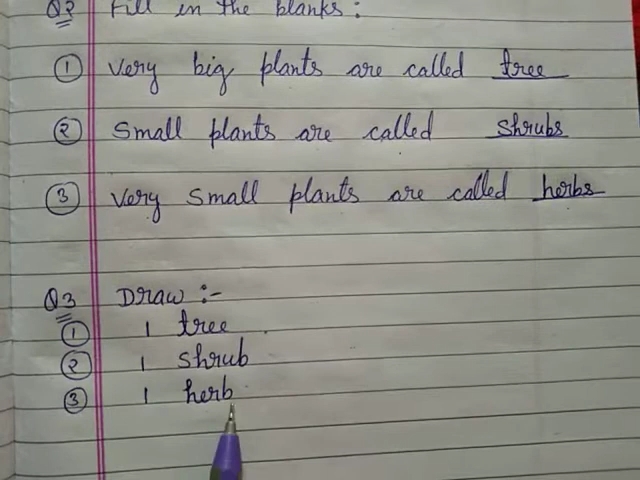 Q2 Fill in the blanks:
① Very big plants are called tree
② Small plants are called shrubs
③ Very small plants are called herbs
Q3 Draw :-
① 1 tree
② 1 shrub
③ 1 herb